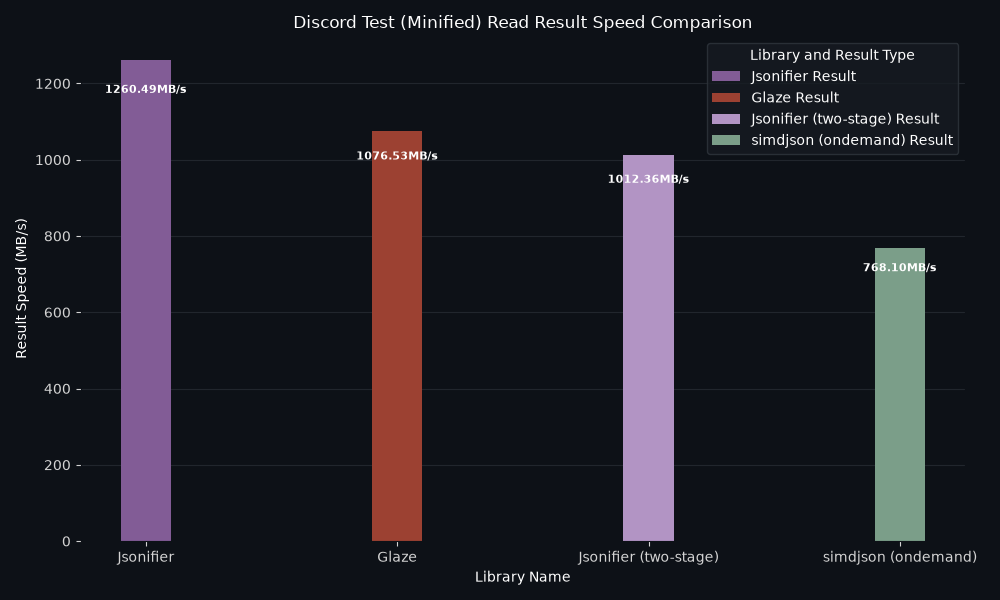 Discord Test (Minified) Read Result Speed Comparison
Library and Result Type
Jsonifier Result
Glaze Result
Jsonifier (two-stage) Result
simdjson (ondemand) Result
1260.49MB/s
1076.53MB/s
1012.36MB/s
768.10MB/s
Result Speed (MB/s)
1200
1000
800
600
400
200
0
Jsonifier
Glaze
Jsonifier (two-stage)
simdjson (ondemand)
Library Name